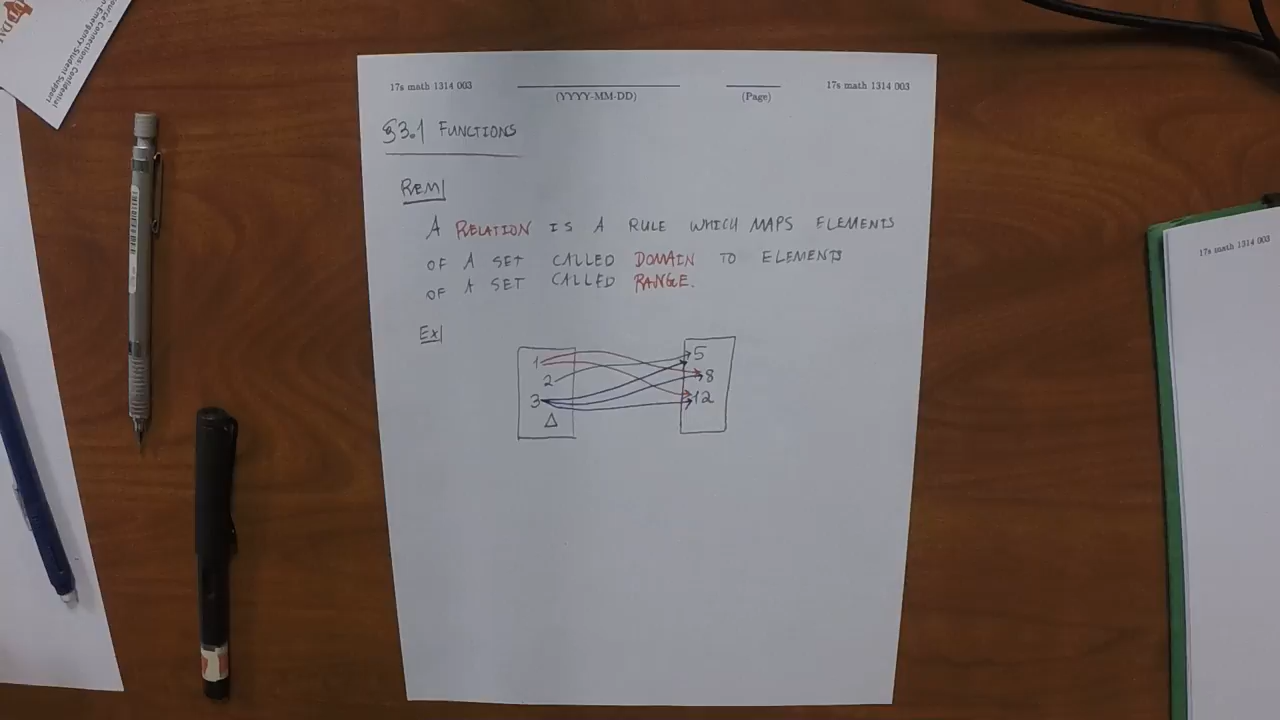 17s math 1314 003
(YYYY-MM-DD)
(Page)
17s math 1314 003
§3.1 FUNCTIONS
REM
A RELATION IS A RULE WHICH MAPS ELEMENTS
OF A SET CALLED DOMAIN TO ELEMENTS
OF A SET CALLED RANGE.
EX
1 5
2 8
3 12
Δ
17s math 1314 003
Student Support